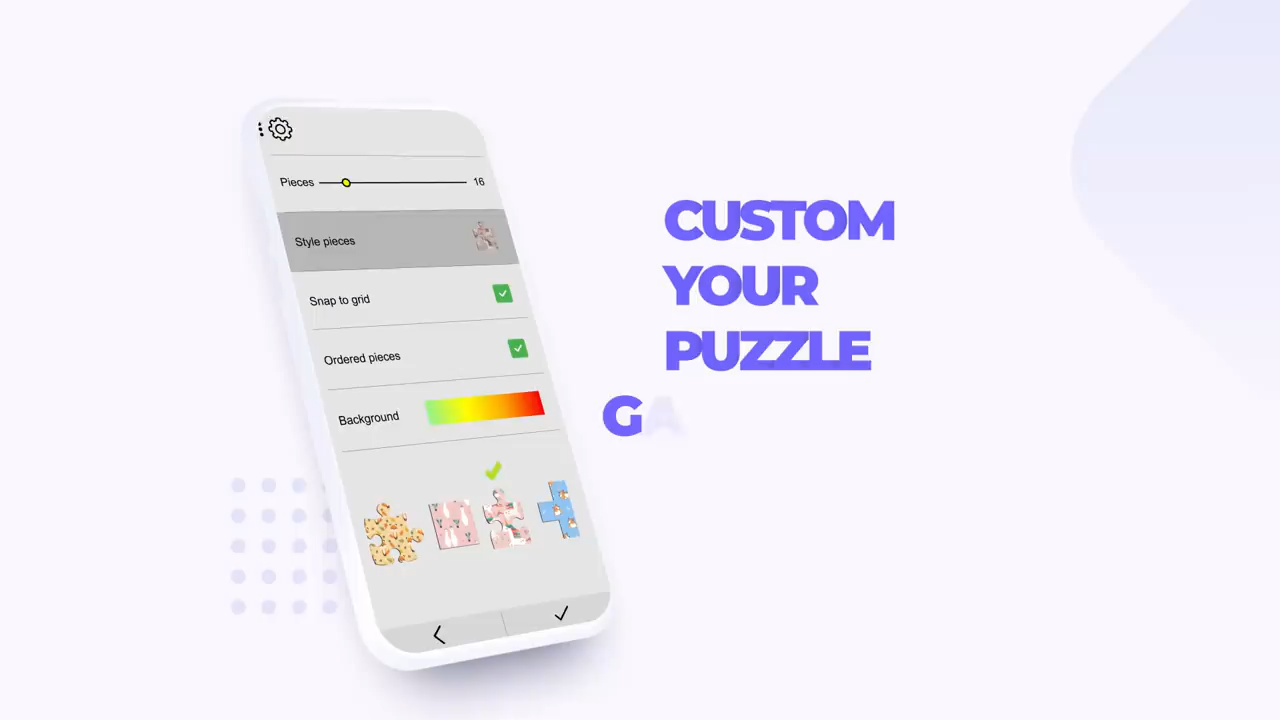 Pieces 16
Style pieces
Snap to grid
Ordered pieces
Background
CUSTOM
YOUR
PUZZLE
GA